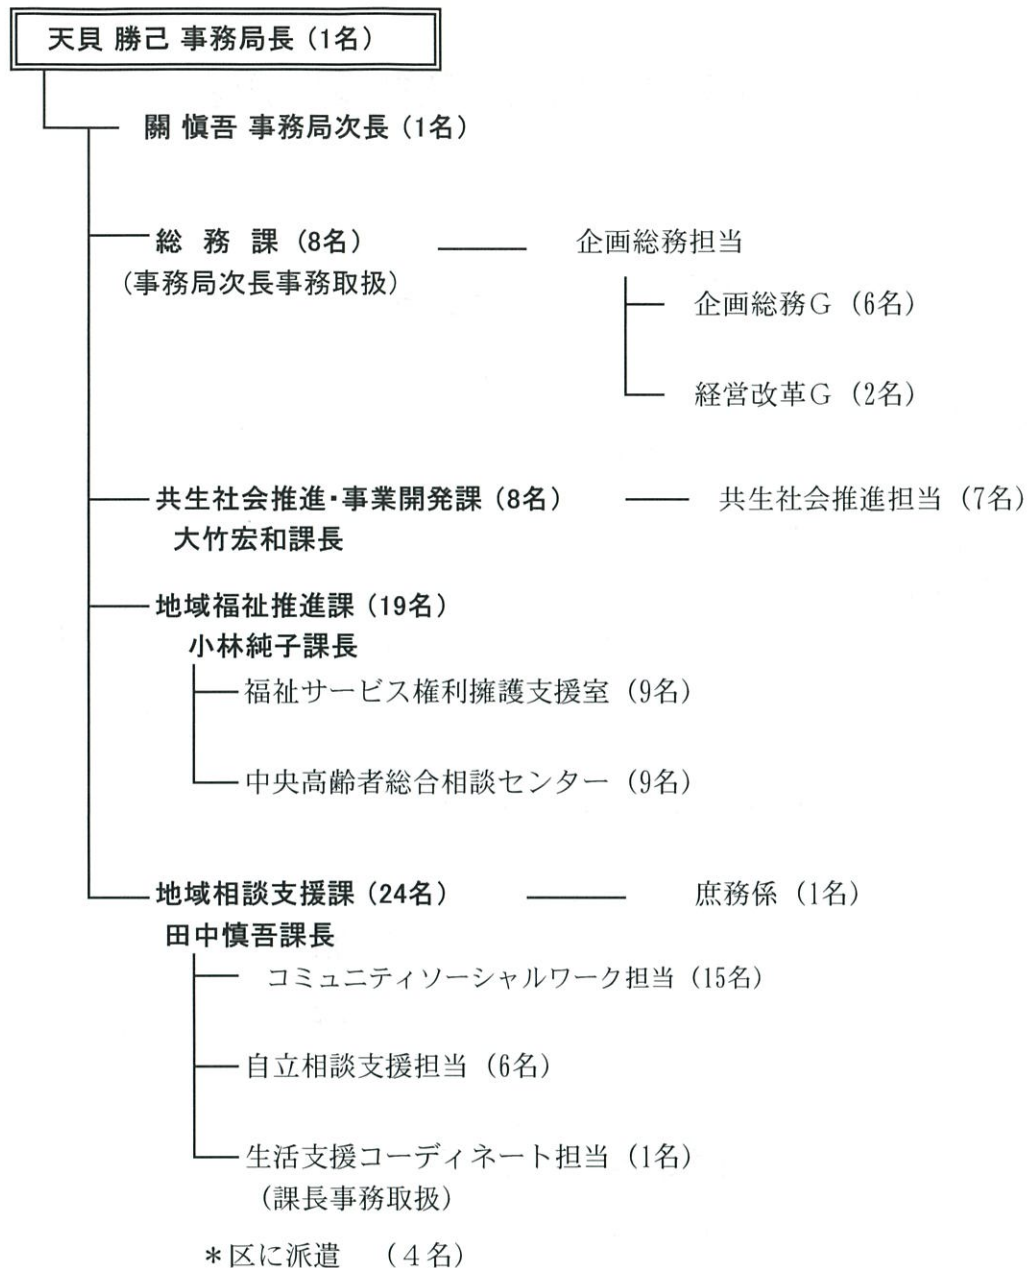 天貝 勝己 事務局長 (1名)
關 愼吾 事務局次長 (1名)
総 務 課 (8名) 企画総務担当
(事務局次長事務取扱)
企画総務G (6名)
経営改革G (2名)
共生社会推進・事業開発課 (8名) 共生社会推進担当 (7名)
大竹宏和課長
地域福祉推進課 (19名)
小林純子課長
福祉サービス権利擁護支援室 (9名)
中央高齢者総合相談センター (9名)
地域相談支援課 (24名) 庶務係 (1名)
田中慎吾課長
コミュニティソーシャルワーク担当 (15名)
自立相談支援担当 (6名)
生活支援コーディネート担当 (1名)
(課長事務取扱)
*区に派遣 (4名)